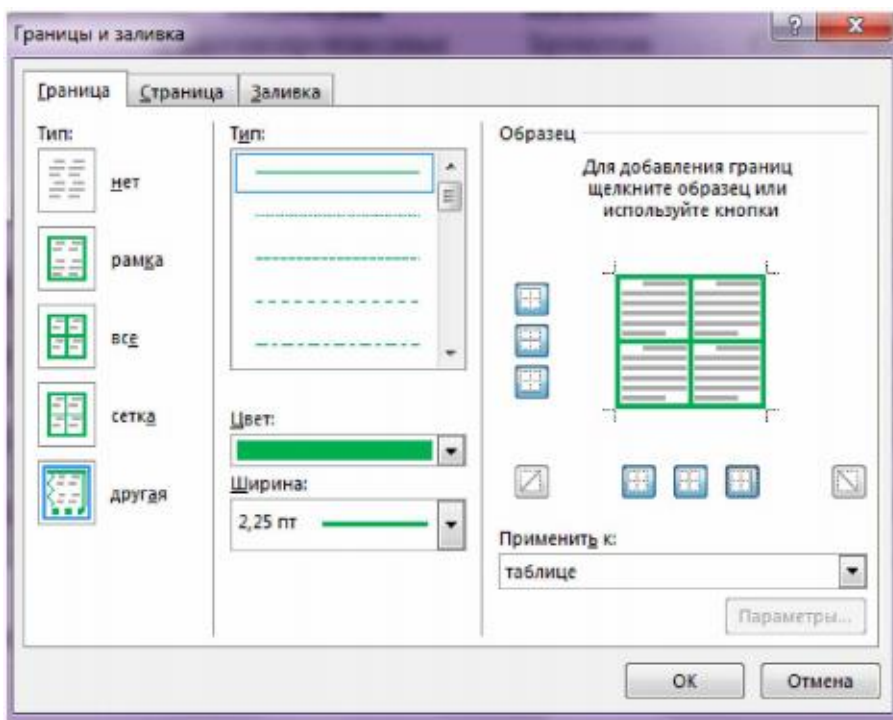 Границы и заливка
?
X
Граница
Страница
Заливка
Тип:
нет
рамка
все
сетка
другая
Тип:
Цвет:
Ширина:
2,25 пт
Образец
Для добавления границ
щелкните образец или
используйте кнопки
Применить к:
таблице
Параметры...
ОК
Отмена